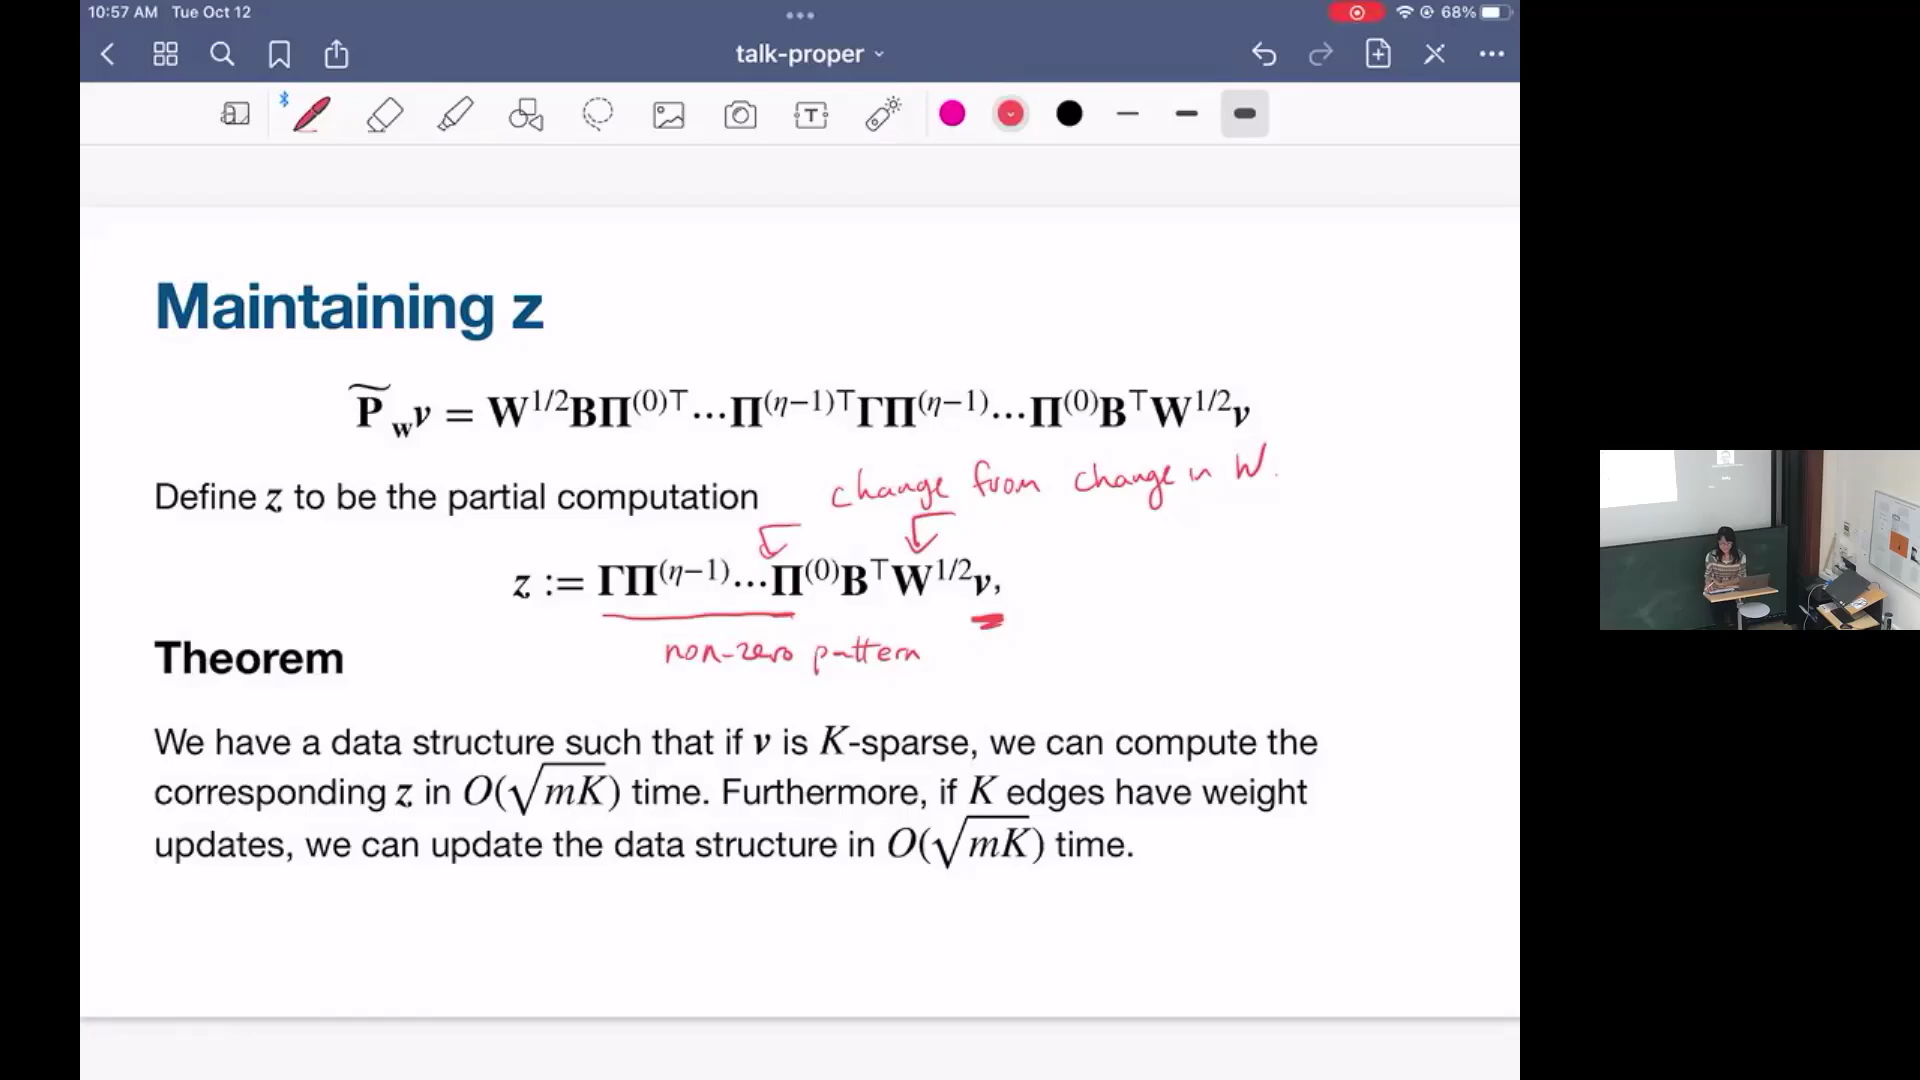 10:57 AM Tue Oct 12
68%
talk-proper
Maintaining z
P̃_w v = W^{1/2}BΠ^{(0)⊤}⋯Π^{(η−1)⊤}ΓΠ^{(η−1)}⋯Π^{(0)}B^⊤W^{1/2}v
change from change in W.
Define z to be the partial computation
z := ΓΠ^{(η−1)}⋯Π^{(0)}B^⊤W^{1/2}v,
non-zero pattern
Theorem
We have a data structure such that if v is K-sparse, we can compute the
corresponding z in O(√mK) time. Furthermore, if K edges have weight
updates, we can update the data structure in O(√mK) time.